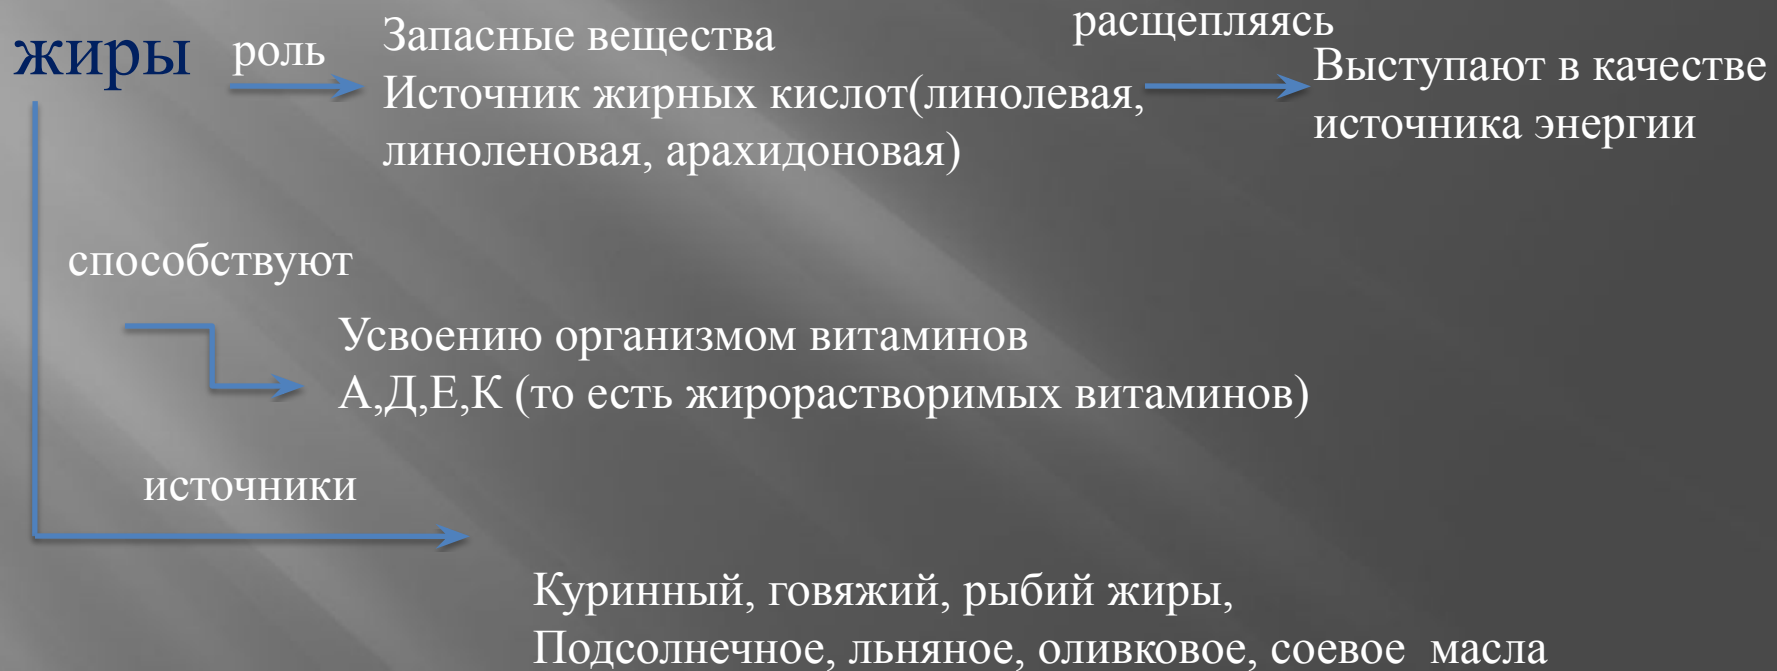 жиры
роль
Запасные вещества
Источник жирных кислот(линолевая,
линоленовая, арахидоновая)
расщепляясь
Выступают в качестве
источника энергии
способствуют
Усвоению организмом витаминов
А,Д,Е,К (то есть жирорастворимых витаминов)
источники
Куринный, говяжий, рыбий жиры,
Подсолнечное, льняное, оливковое, соевое масла